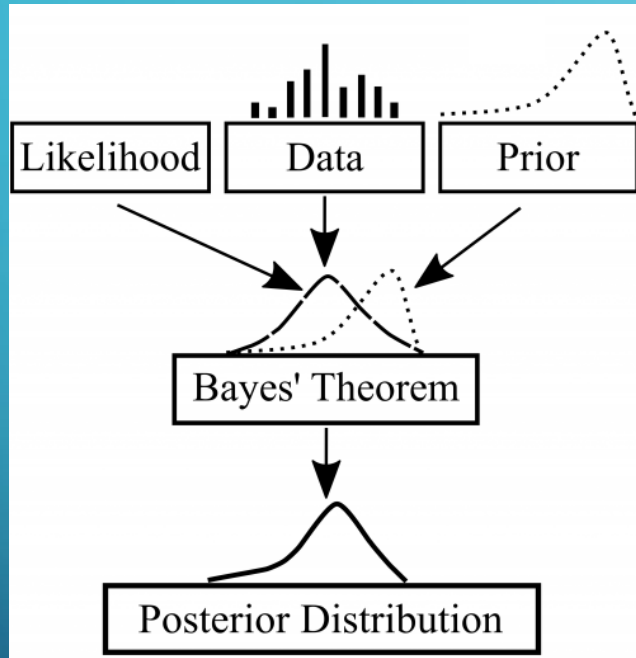 Likelihood
Data
Prior
Bayes' Theorem
Posterior Distribution